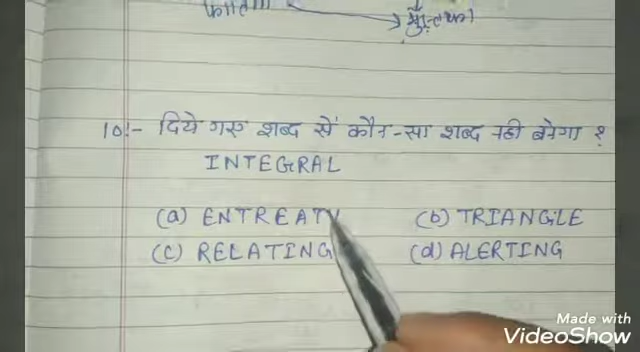 10:- दिये गए शब्द से कौन-सा शब्द नही बनेगा ?
INTEGRAL
(a) ENTREATY (b) TRIANGLE
(c) RELATING (d) ALERTING
Made with
VideoShow